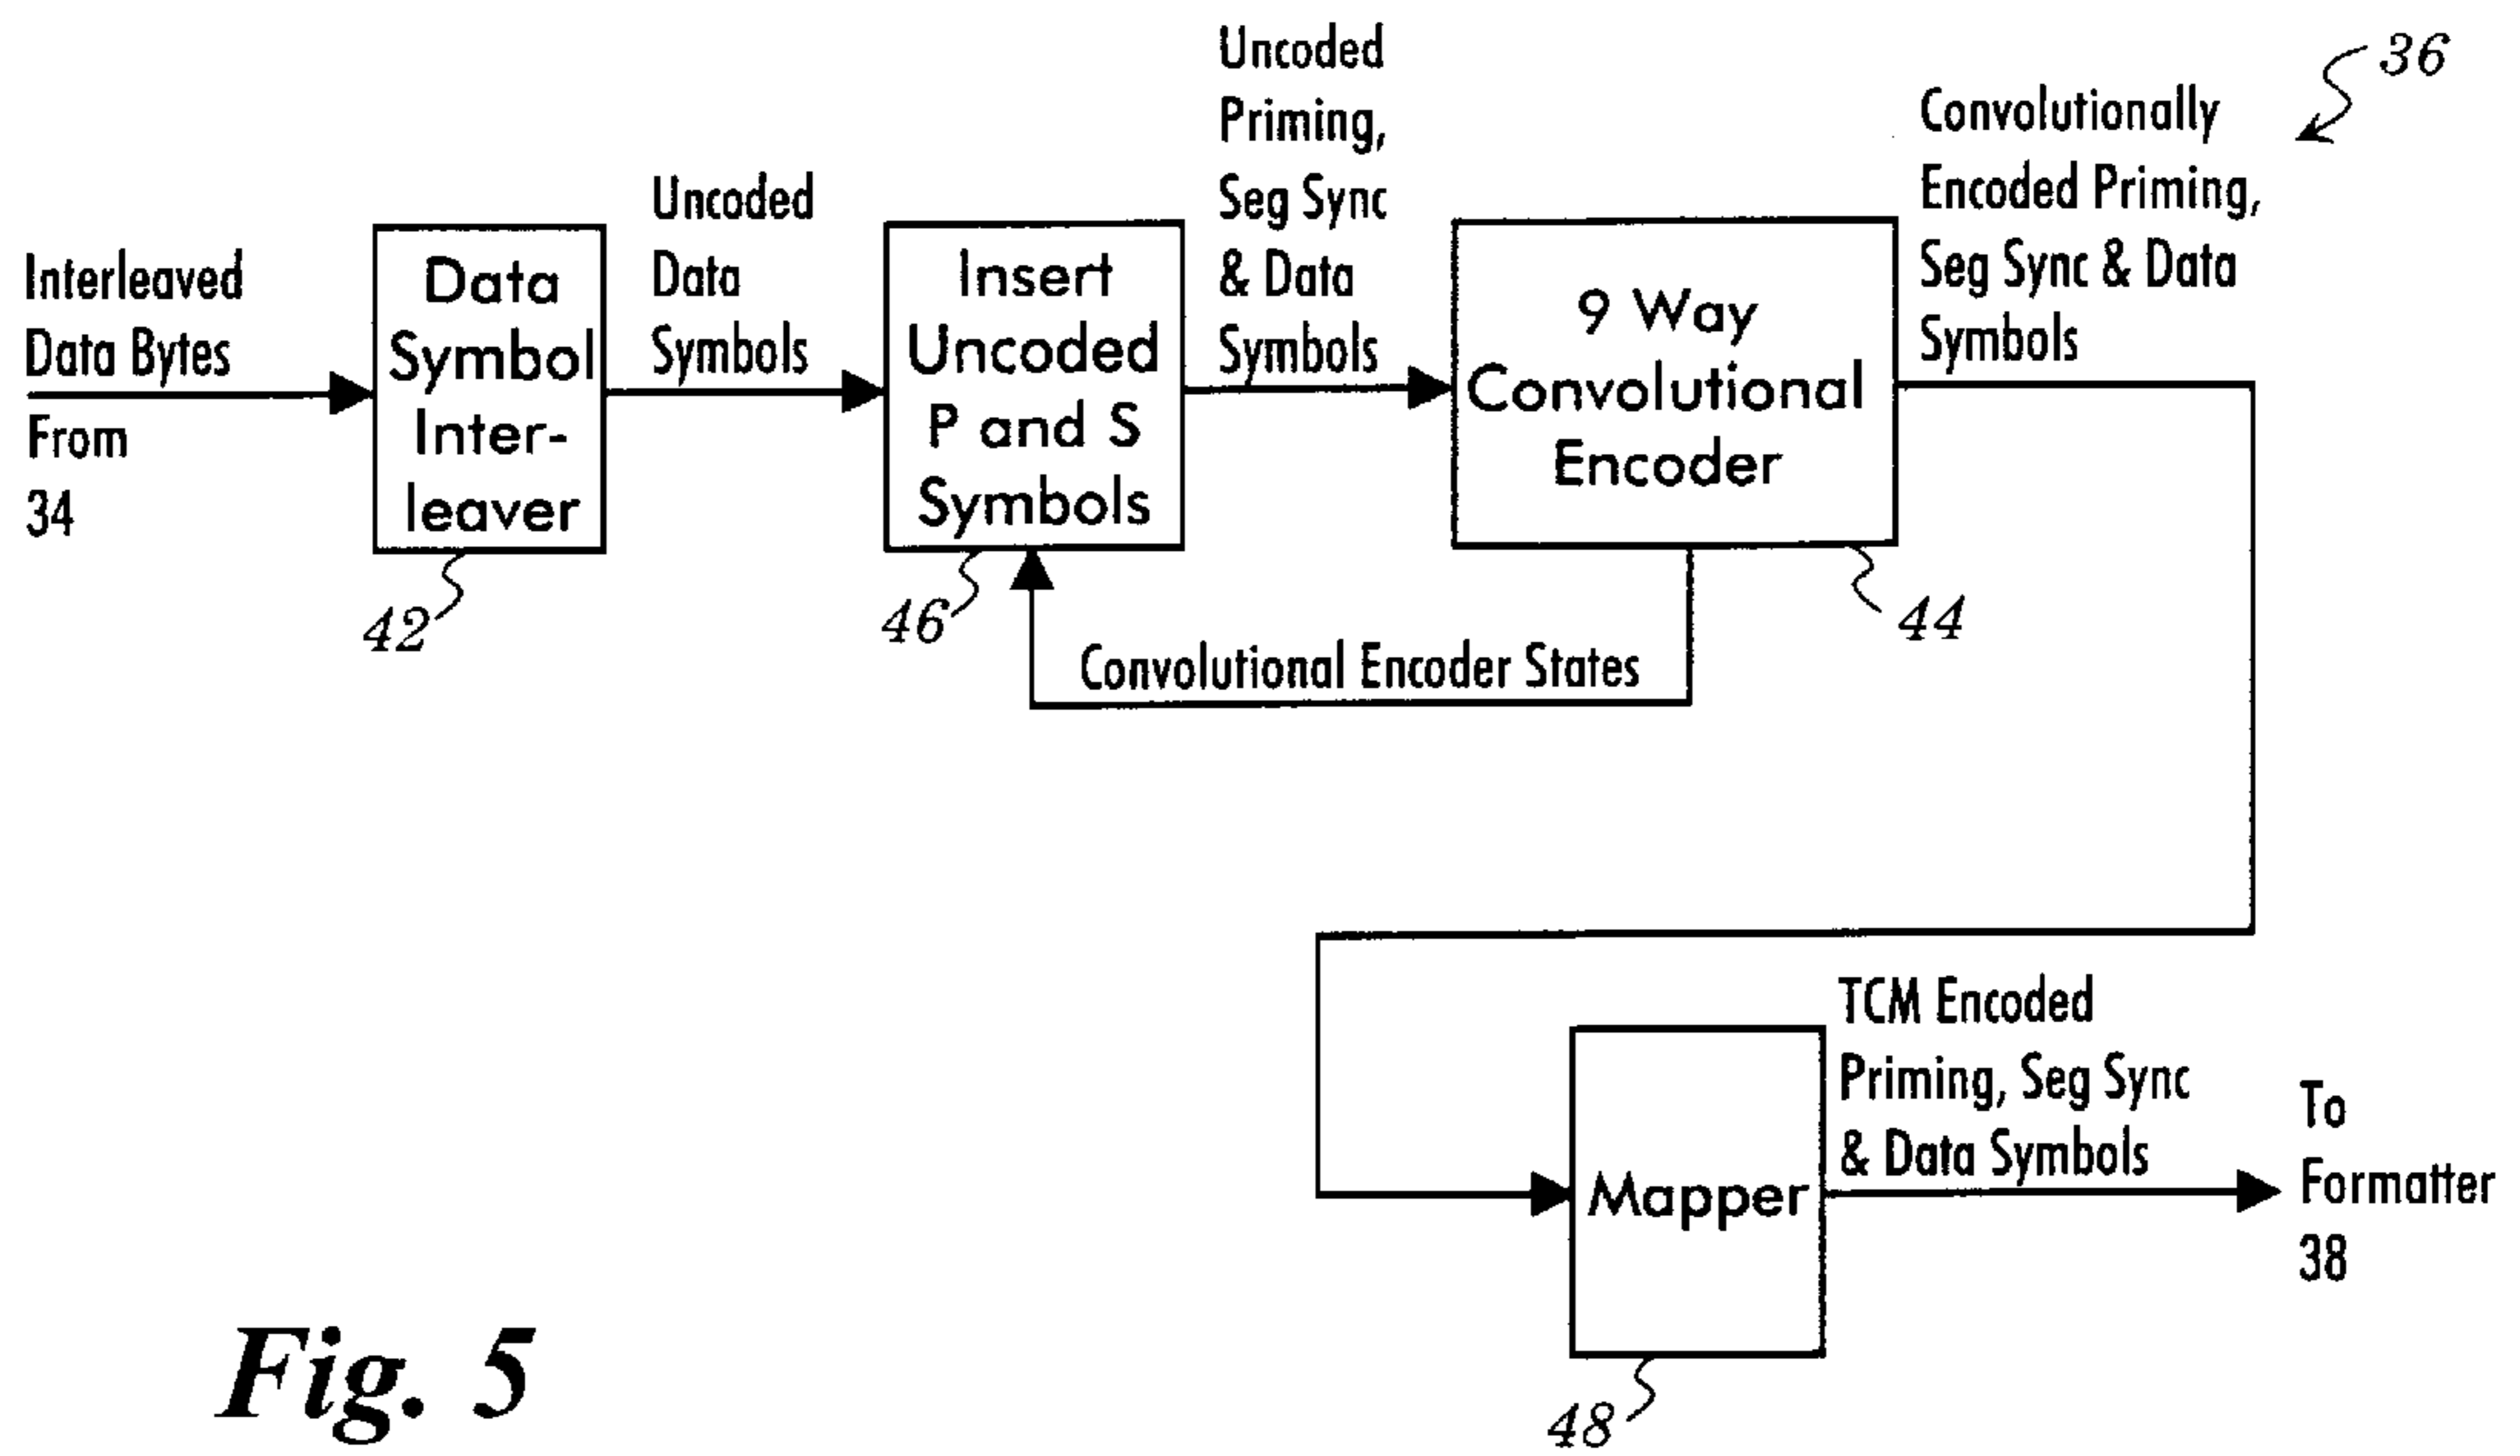 Interleaved
Data Bytes
From
34
Data
Symbol
Inter-
leaver
42
Uncoded
Data
Symbols
Insert
Uncoded
P and S
Symbols
46
Uncoded
Priming,
Seg Sync
& Data
Symbols
9 Way
Convolutional
Encoder
44
Convolutional Encoder States
Convolutionally
Encoded Priming,
Seg Sync & Data
Symbols
36
Mapper
48
TCM Encoded
Priming, Seg Sync
& Data Symbols
To
Formatter
38
Fig. 5